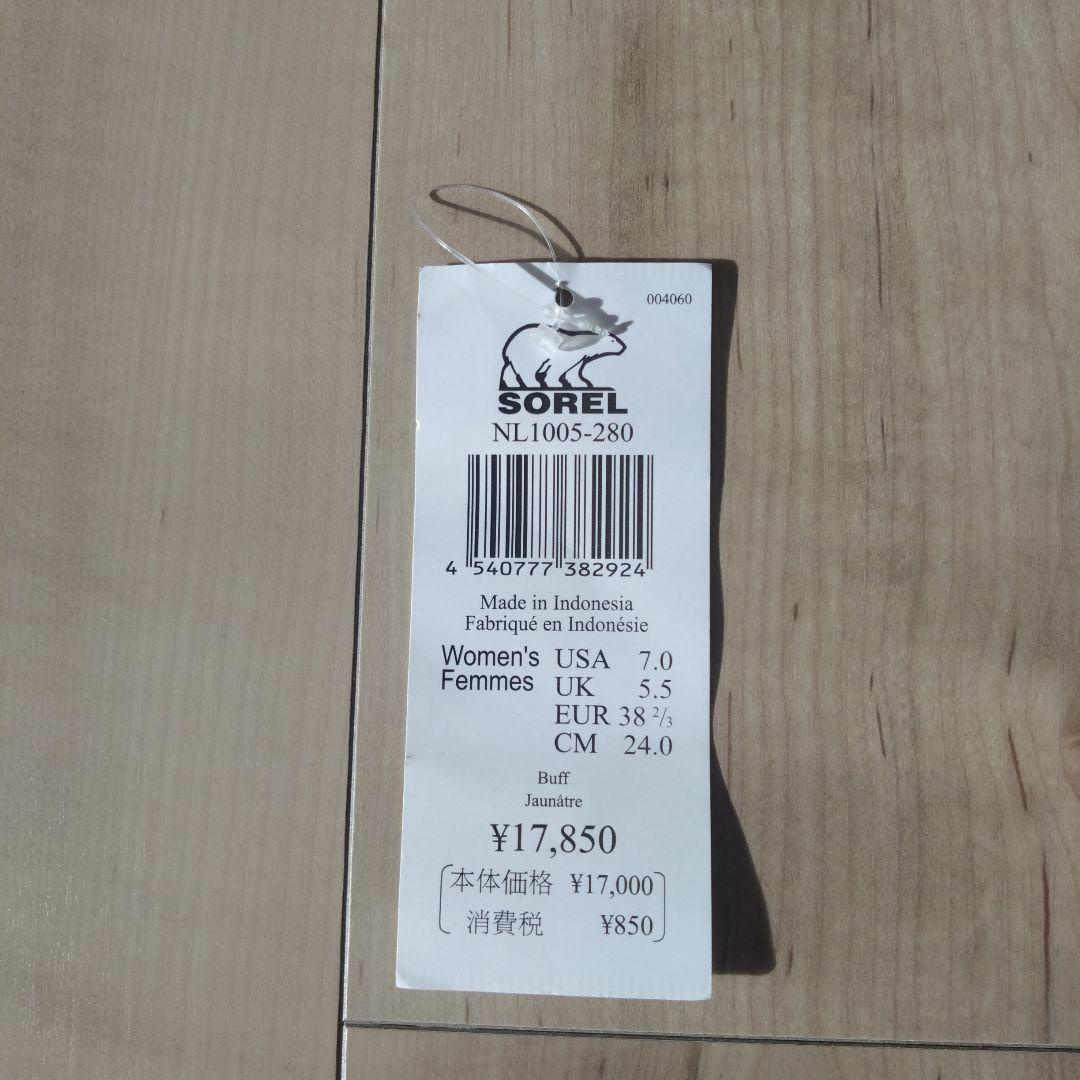 004060
SOREL
NL1005-280
4 540777 382924
Made in Indonesia
Fabriqué en Indonésie
Women's USA 7.0
Femmes UK 5.5
EUR 38 2/3
CM 24.0
Buff
Jaunâtre
¥17,850
本体価格 ¥17,000
消費税 ¥850